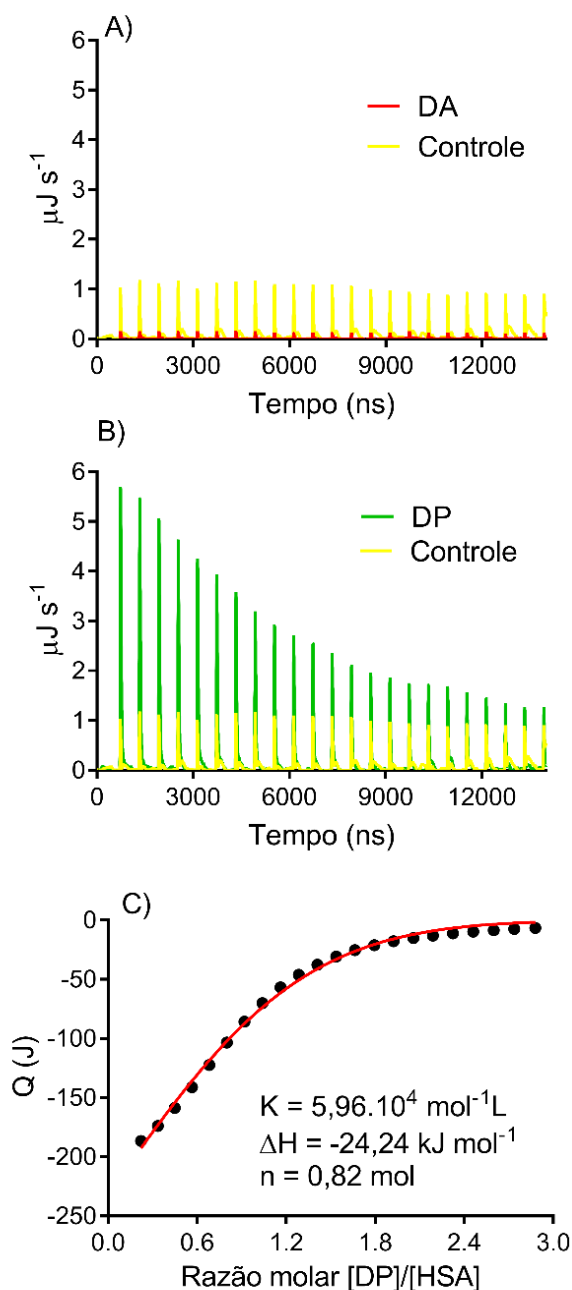 A)
6
5
4
3
2
1
0
μJ s⁻¹
DA
Controle
0 3000 6000 9000 12000
Tempo (ns)
B)
6
5
4
3
2
1
0
μJ s⁻¹
DP
Controle
0 3000 6000 9000 12000
Tempo (ns)
C)
0
-50
-100
-150
-200
-250
Q (J)
K = 5,96.10⁴ mol⁻¹L
ΔH = -24,24 kJ mol⁻¹
n = 0,82 mol
0.0 0.6 1.2 1.8 2.4 3.0
Razão molar [DP]/[HSA]